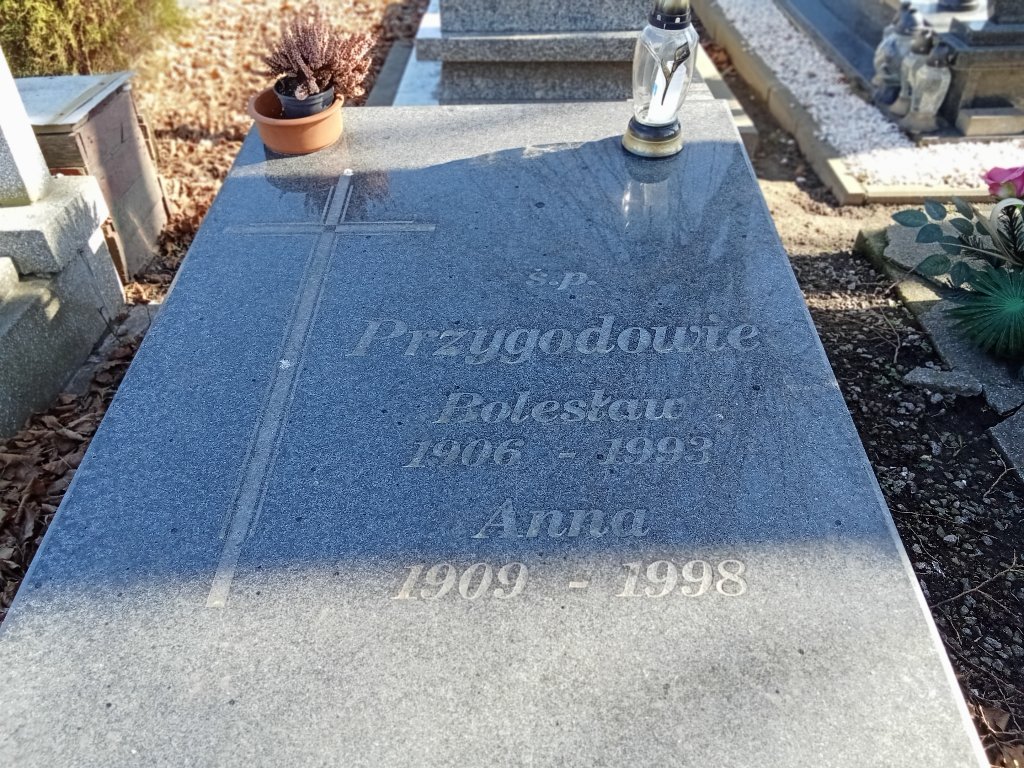 ś.p.
Przygodowie
Bolesław
1906 - 1993
Anna
1909 - 1998